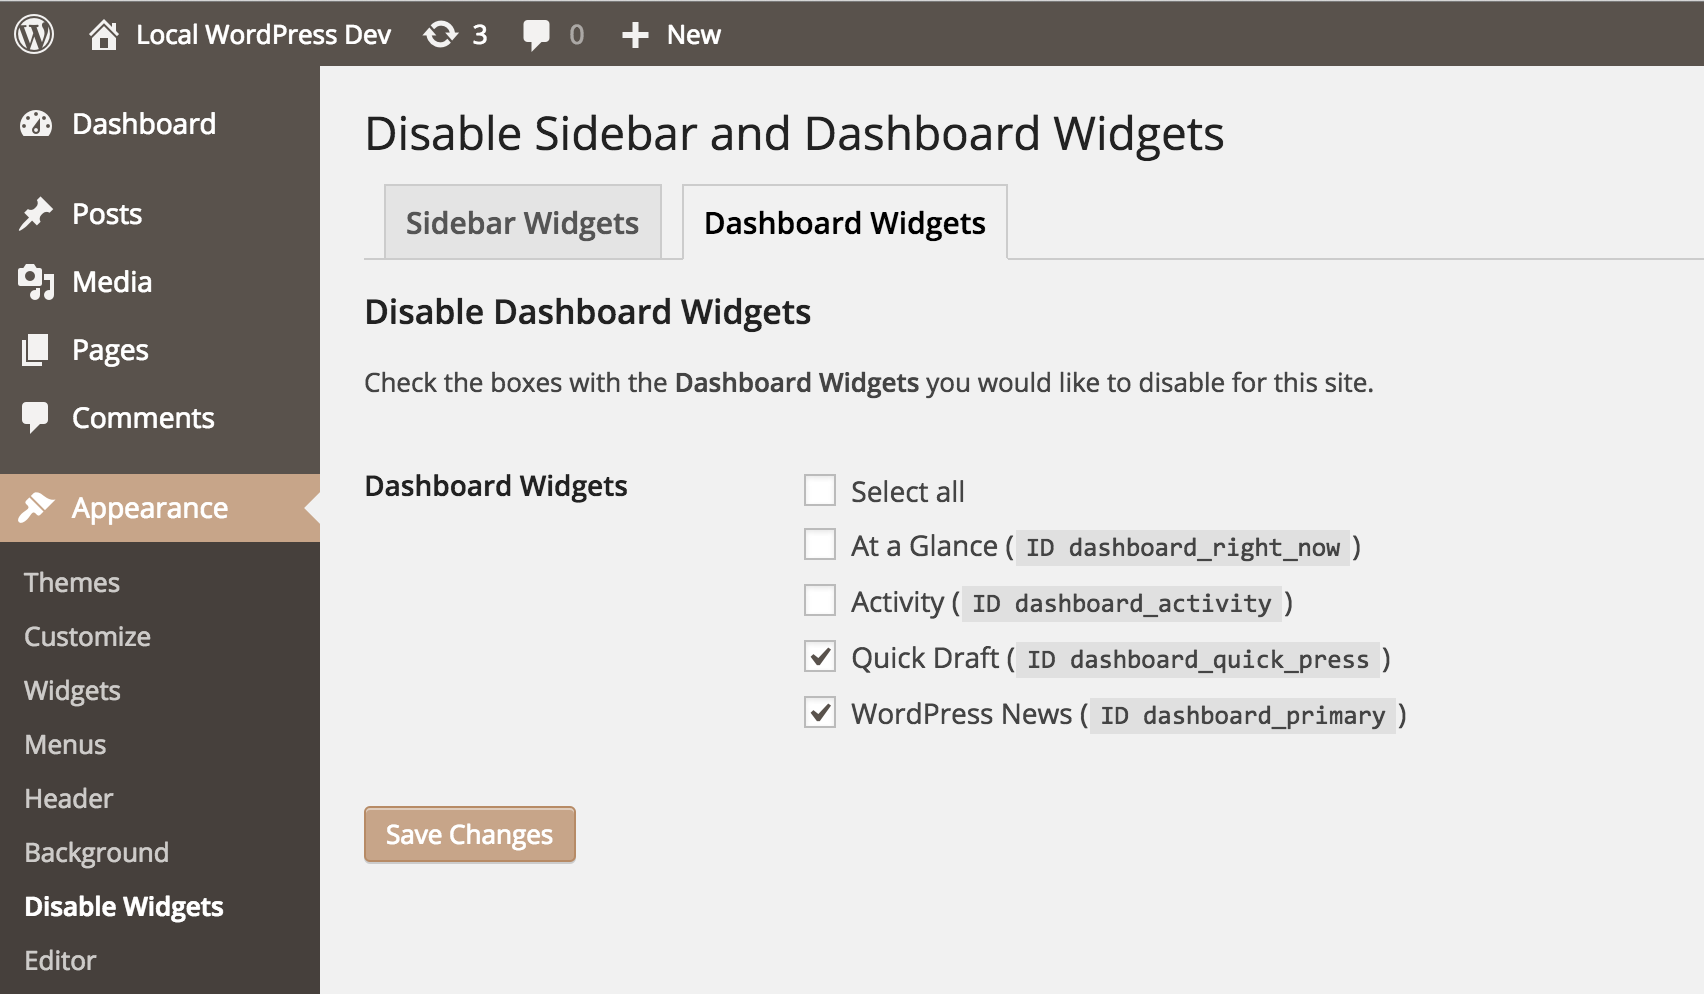 Local WordPress Dev 3 0 New
Dashboard
Posts
Media
Pages
Comments
Appearance
Themes
Customize
Widgets
Menus
Header
Background
Disable Widgets
Editor
Disable Sidebar and Dashboard Widgets
Sidebar Widgets Dashboard Widgets
Disable Dashboard Widgets
Check the boxes with the Dashboard Widgets you would like to disable for this site.
Dashboard Widgets
Select all
At a Glance ( ID dashboard_right_now )
Activity ( ID dashboard_activity )
Quick Draft ( ID dashboard_quick_press )
WordPress News ( ID dashboard_primary )
Save Changes